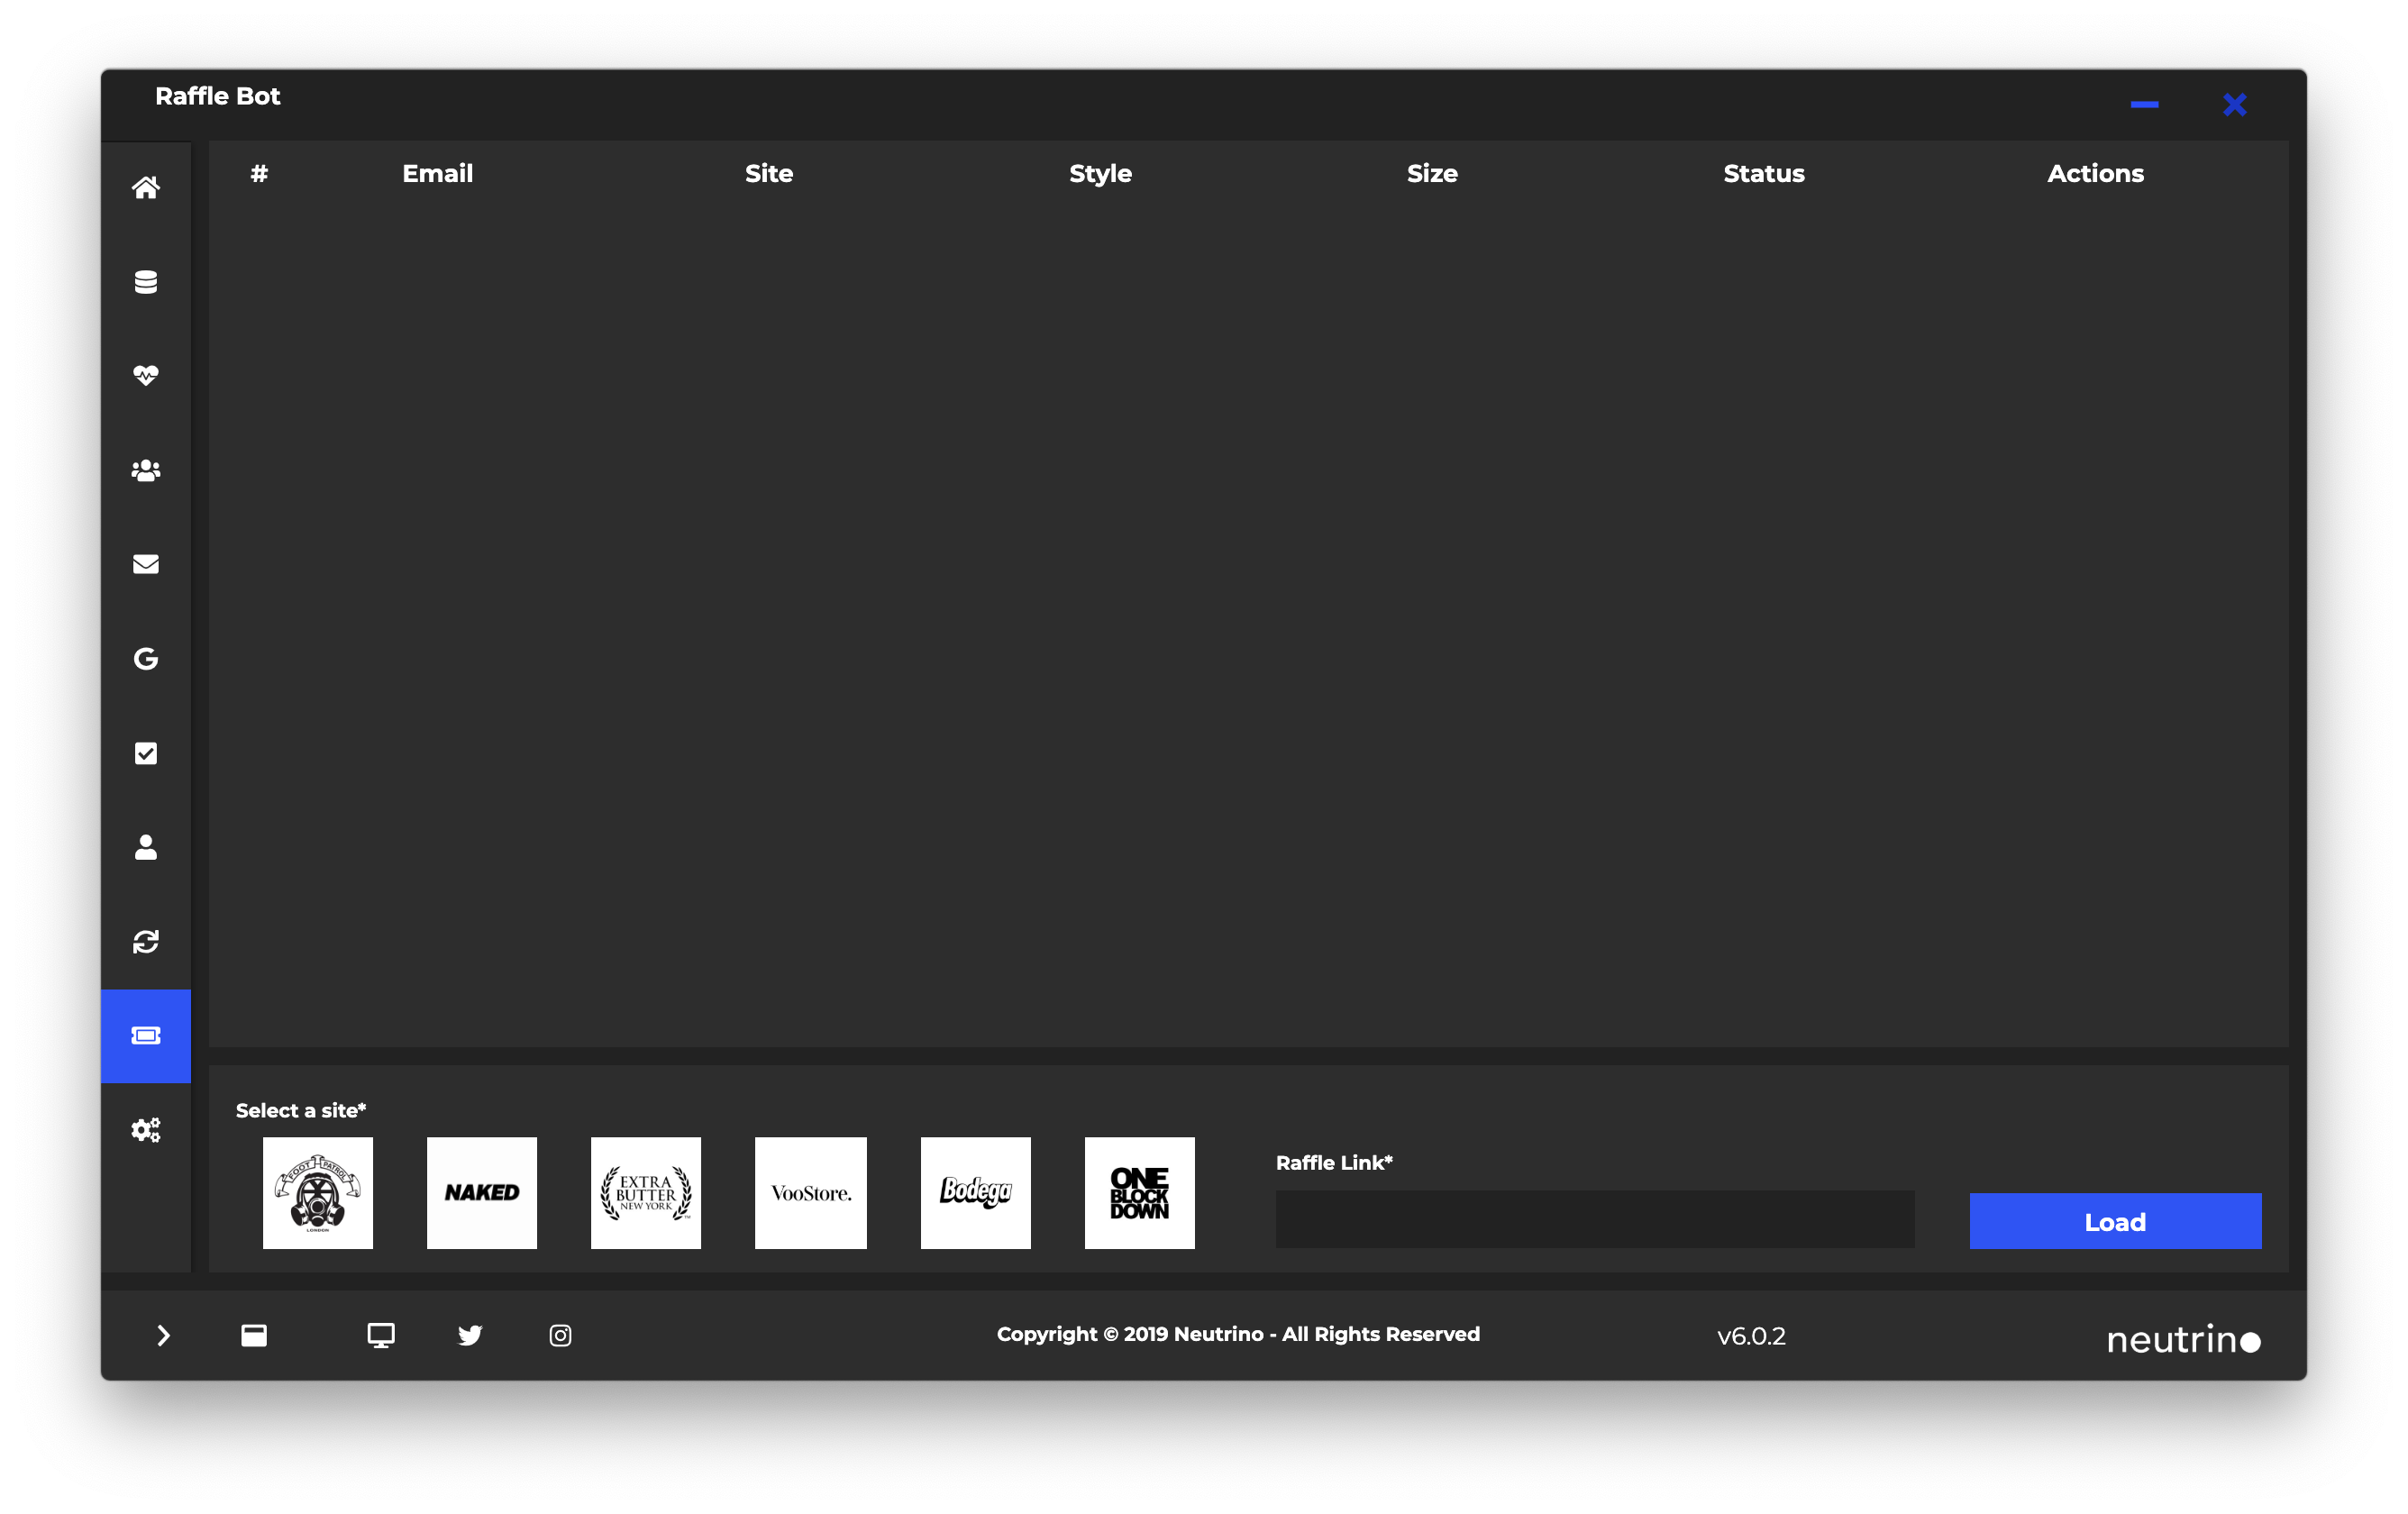 Raffle Bot
# Email Site Style Size Status Actions
Select a site*
FOOT PATROL
LONDON
NAKED
EXTRA
BUTTER
NEW YORK
TM
VooStore.
Bodega
ONE
BLOCK
DOWN
Raffle Link*
Load
Copyright © 2019 Neutrino - All Rights Reserved
v6.0.2
neutrino